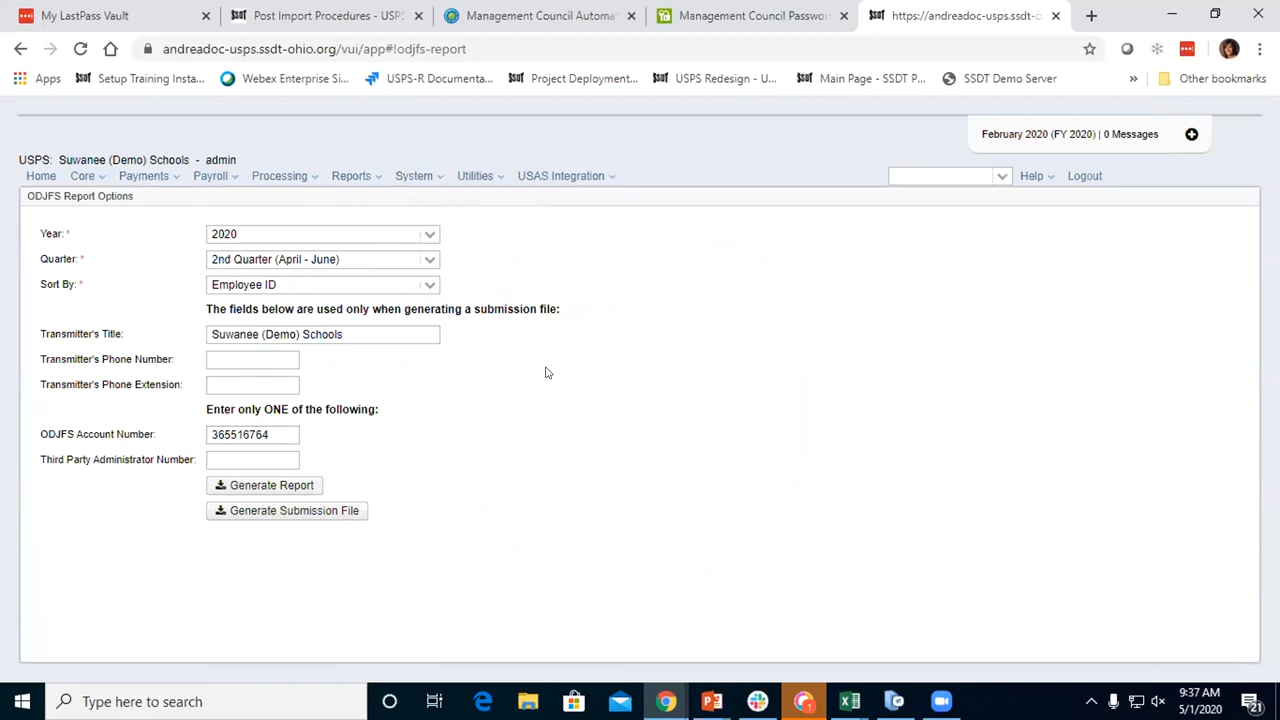 My LastPass Vault
Post Import Procedures - USPS
Management Council Automa
Management Council Passwor
https://andreadoc-usps.ssdt-o
andreadoc-usps.ssdt-ohio.org/vui/app#!odjfs-report
Apps
Setup Training Insta...
Webex Enterprise Si...
USPS-R Documenta...
Project Deployment...
USPS Redesign - U...
Main Page - SSDT P...
SSDT Demo Server
»
Other bookmarks
February 2020 (FY 2020) | 0 Messages
USPS: Suwanee (Demo) Schools - admin
Home Core Payments Payroll Processing Reports System Utilities USAS Integration Help Logout
ODJFS Report Options
Year: * 2020
Quarter: * 2nd Quarter (April - June)
Sort By: * Employee ID
The fields below are used only when generating a submission file:
Transmitter's Title: Suwanee (Demo) Schools
Transmitter's Phone Number:
Transmitter's Phone Extension:
Enter only ONE of the following:
ODJFS Account Number: 365516764
Third Party Administrator Number:
Generate Report
Generate Submission File
Type here to search
9:37 AM
5/1/2020
21